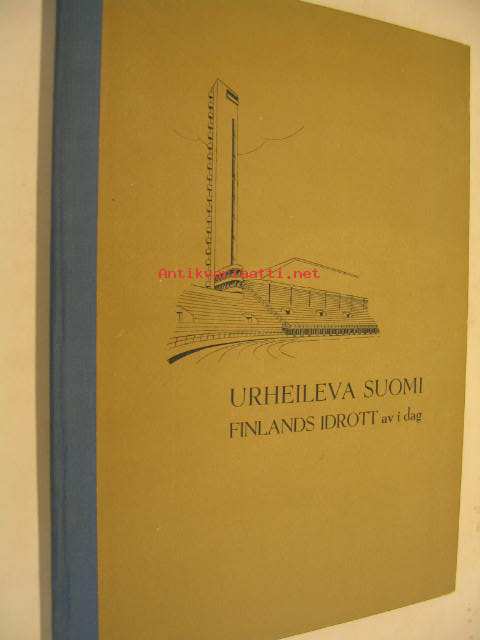 Antikvariaatti.net
URHEILEVA SUOMI
FINLANDS IDROTT av i dag